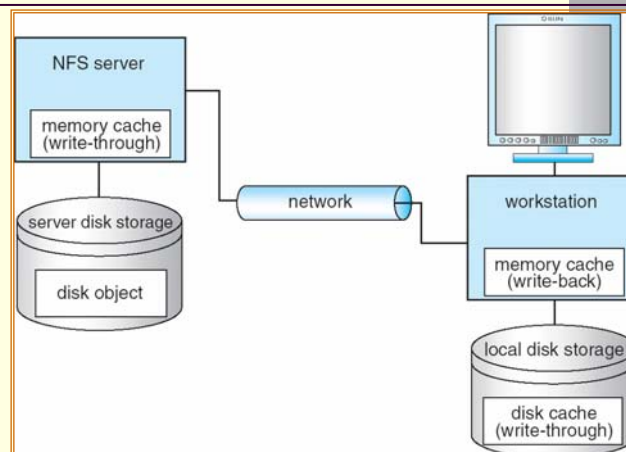 NFS server
memory cache
(write-through)
server disk storage
disk object
network
workstation
memory cache
(write-back)
local disk storage
disk cache
(write-through)